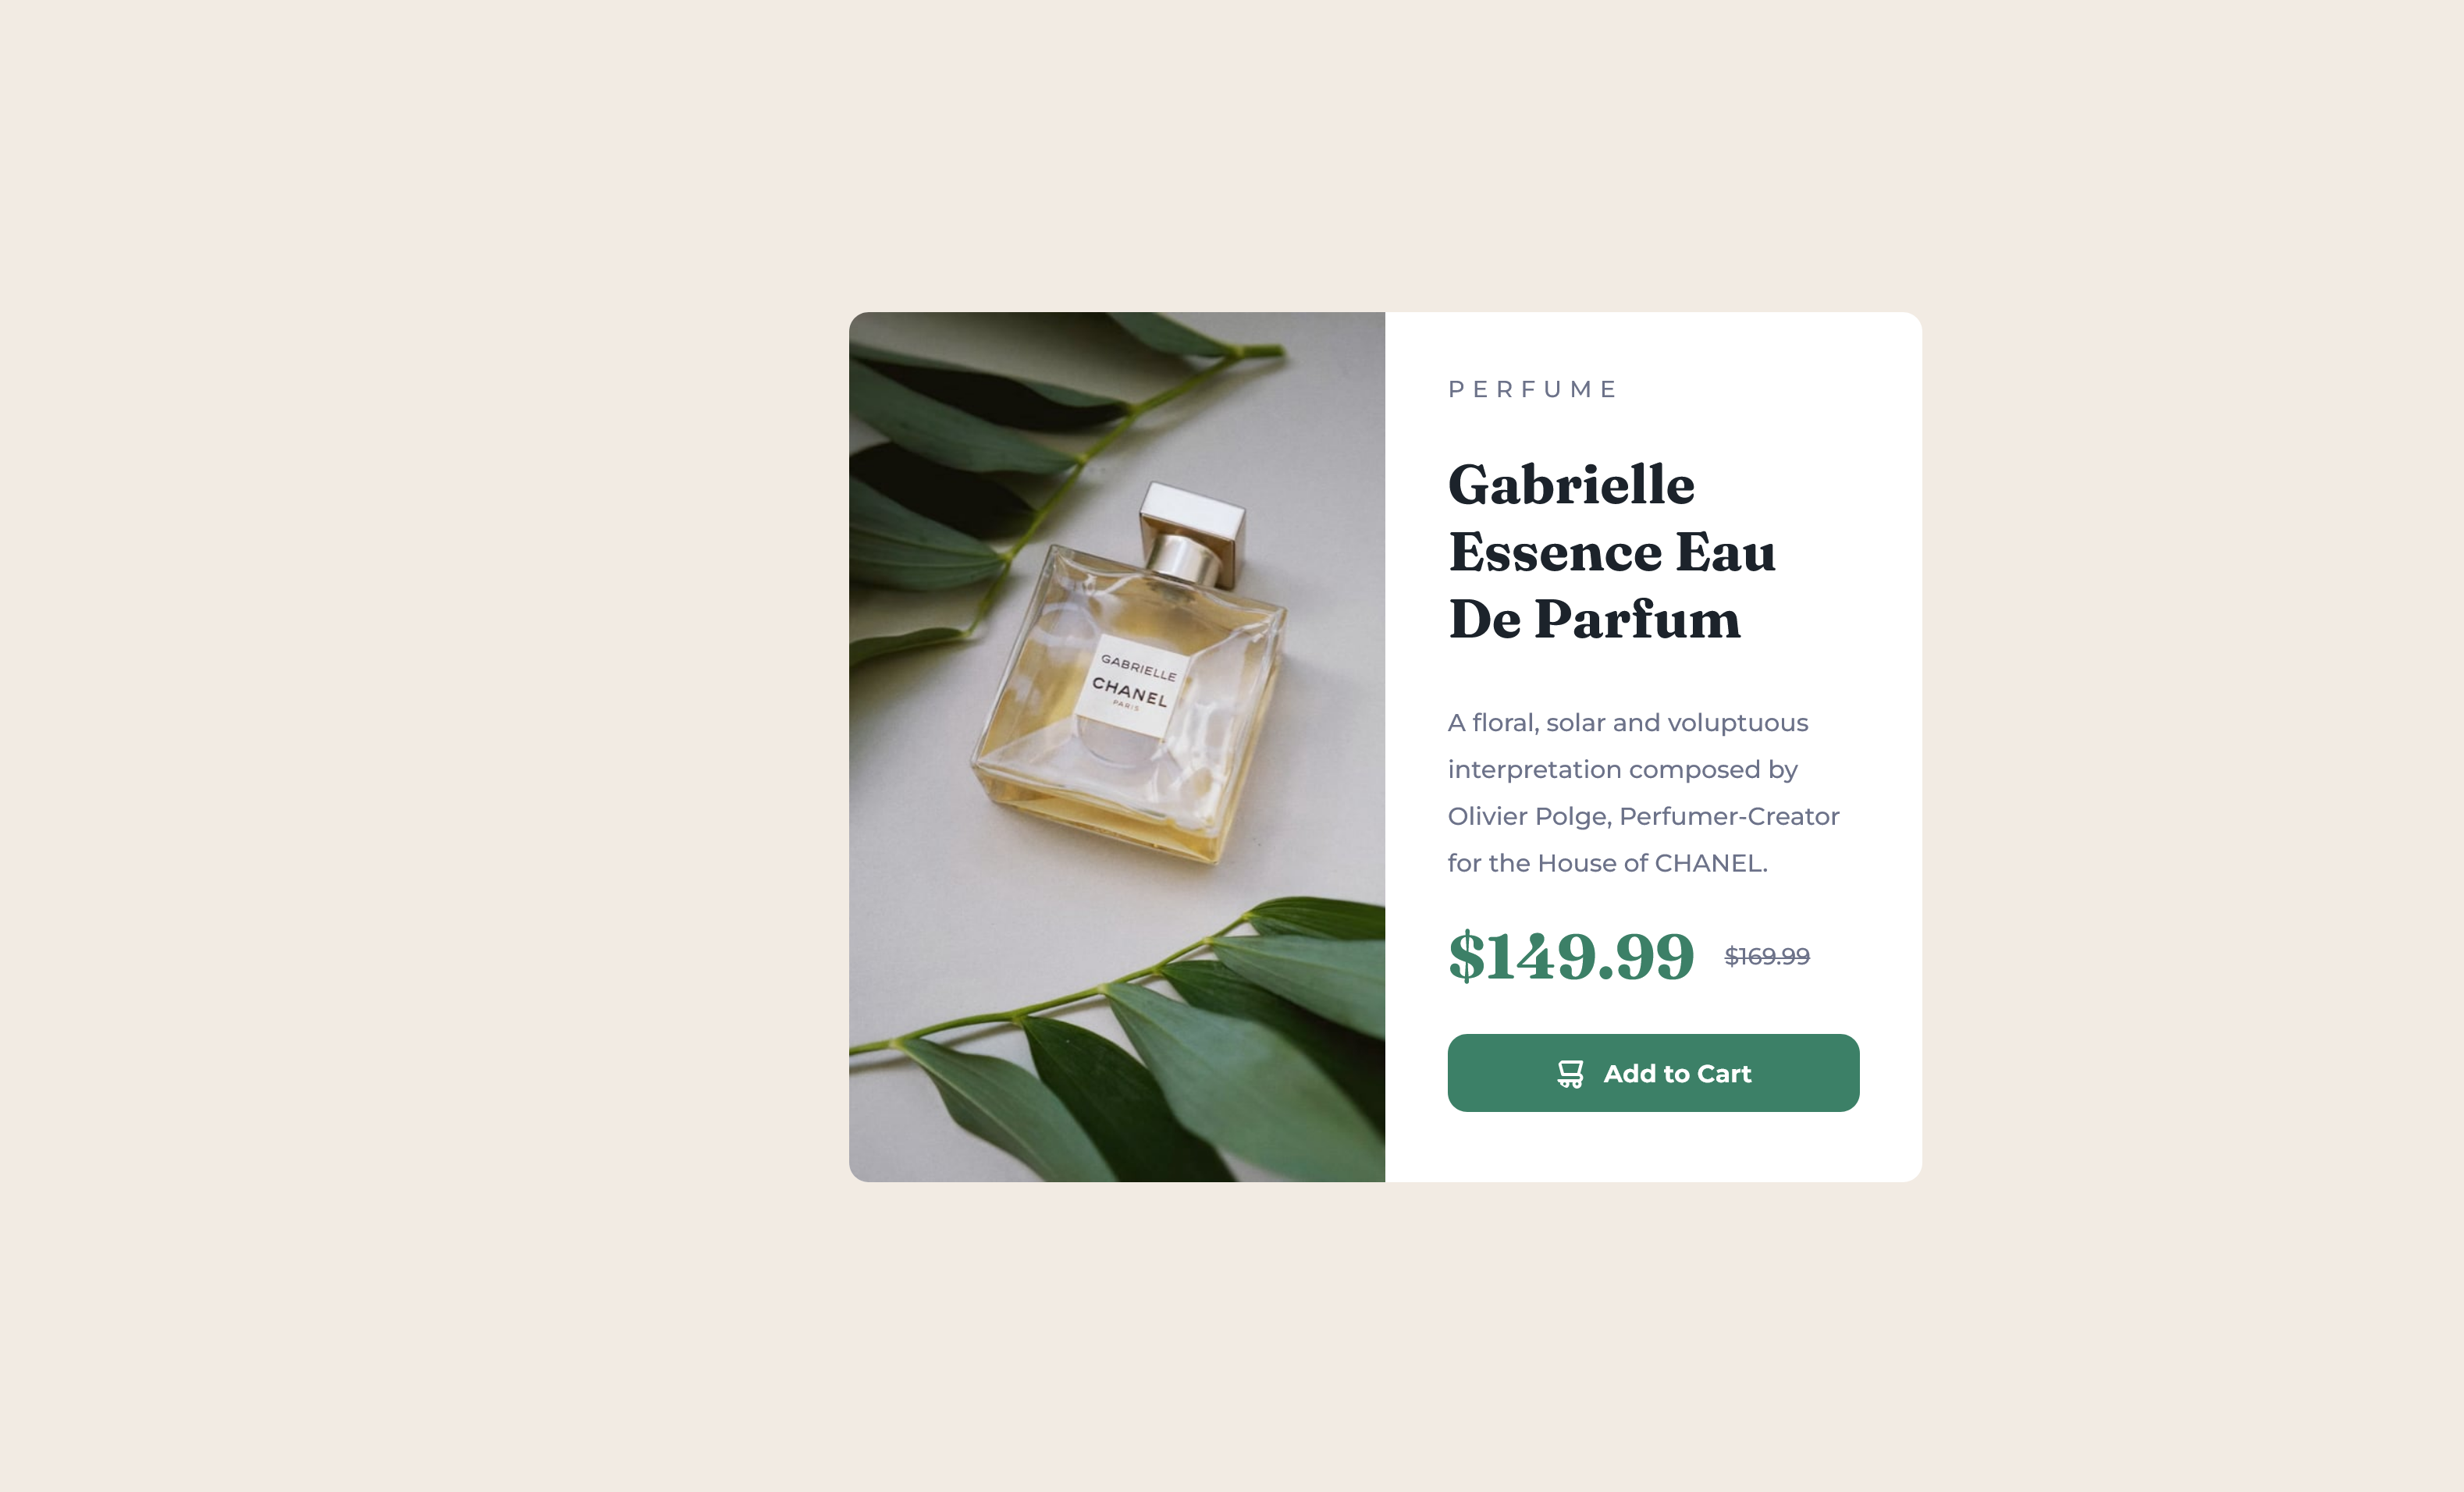 GABRIELLE
CHANEL
PARIS
PERFUME
Gabrielle
Essence Eau
De Parfum
A floral, solar and voluptuous
interpretation composed by
Olivier Polge, Perfumer-Creator
for the House of CHANEL.
$149.99 $169.99
Add to Cart